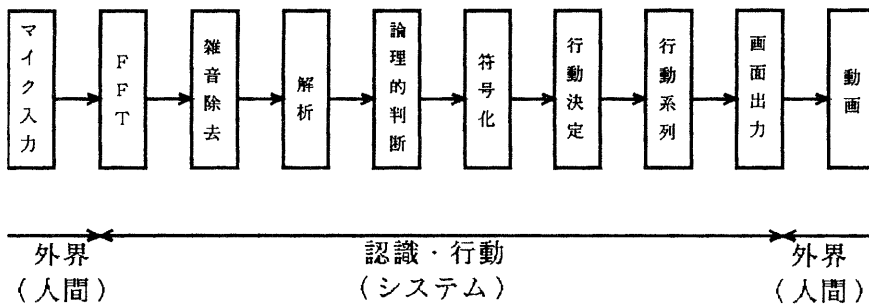 マイク入力
FFT
雑音除去
解析
論理的判断
符号化
行動決定
行動系列
画面出力
動画
外界
(人間)
認識・行動
(システム)
外界
(人間)